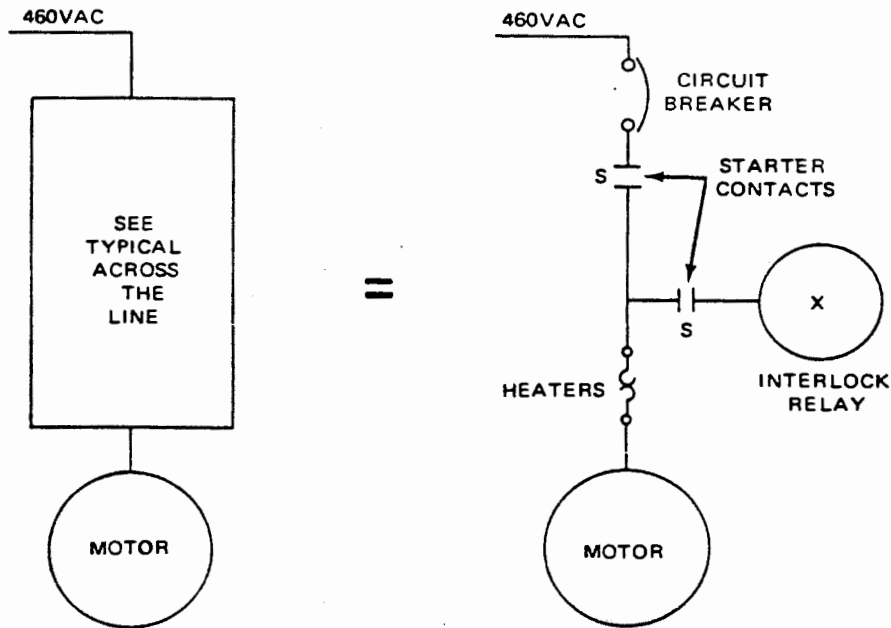 460VAC
SEE
TYPICAL
ACROSS
THE
LINE
MOTOR
=
460VAC
CIRCUIT
BREAKER
S
STARTER
CONTACTS
S
X
INTERLOCK
RELAY
HEATERS
MOTOR